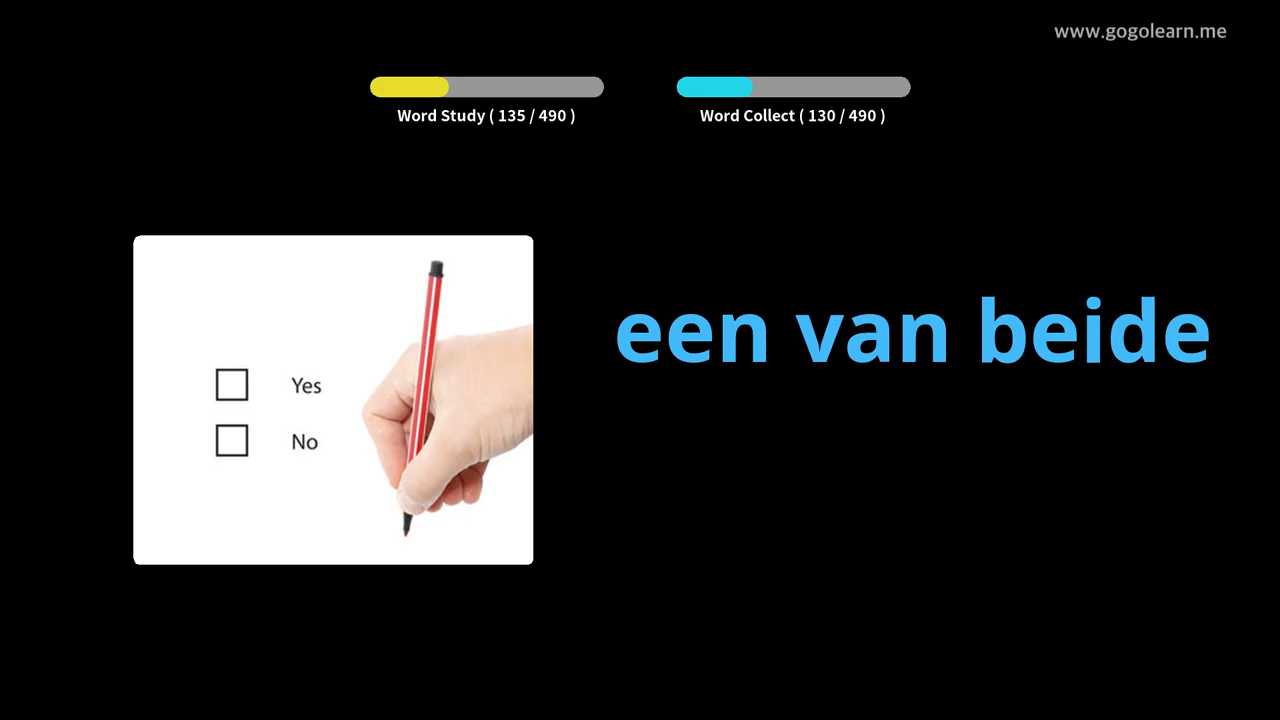 www.gogolearn.me
Word Study ( 135 / 490 )
Word Collect ( 130 / 490 )
een van beide
Yes
No